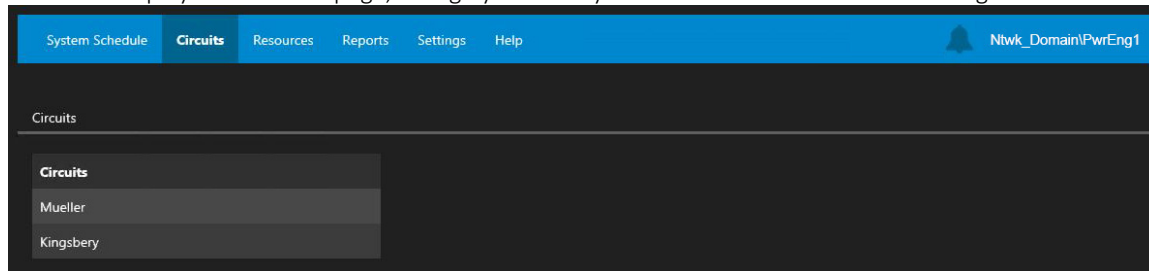 System Schedule Circuits Resources Reports Settings Help Ntwk_Domain\PwrEng1
Circuits
Circuits
Mueller
Kingsbery